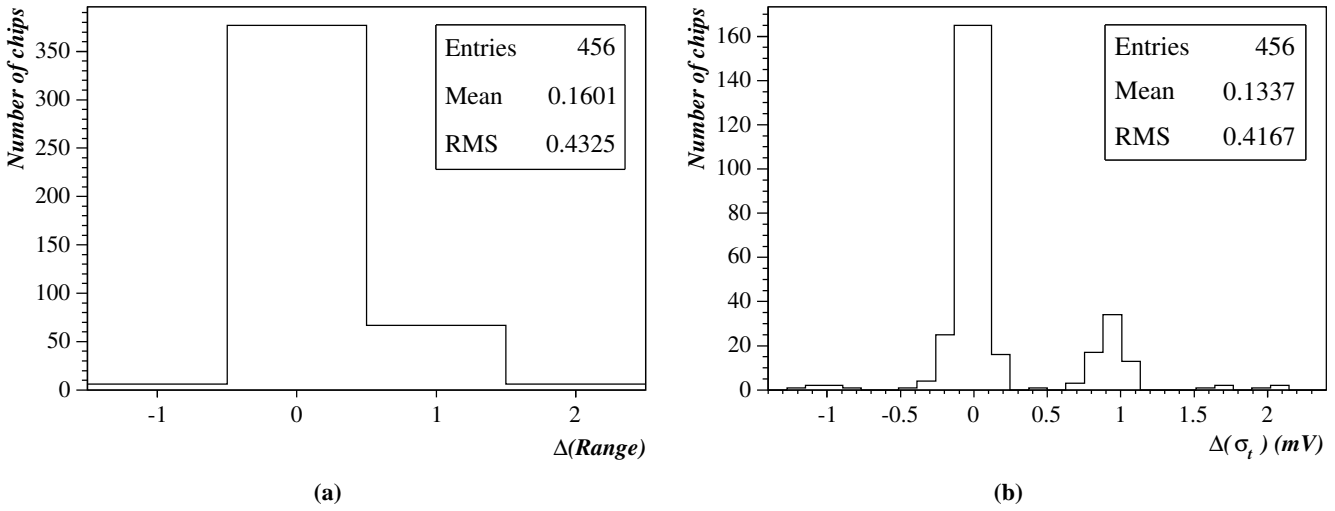 Number of chips
350
300
250
200
150
100
50
0
-1 0 1 2
Δ(Range)
Entries 456
Mean 0.1601
RMS 0.4325
(a)
Number of chips
160
140
120
100
80
60
40
20
0
-1 -0.5 0 0.5 1 1.5 2
Δ(σt) (mV)
Entries 456
Mean 0.1337
RMS 0.4167
(b)